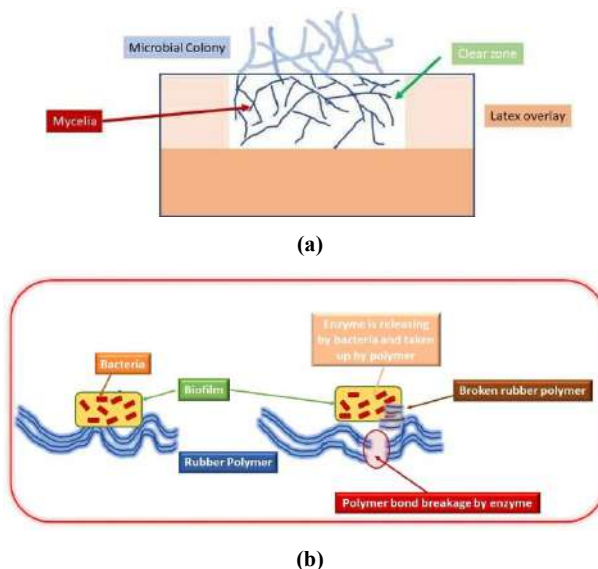 Microbial Colony
Clear zone
Mycelia
Latex overlay
(a)
Enzyme is releasing
by bacteria and taken
up by polymer
Bacteria
Biofilm
Broken rubber polymer
Rubber Polymer
Polymer bond breakage by enzyme
(b)